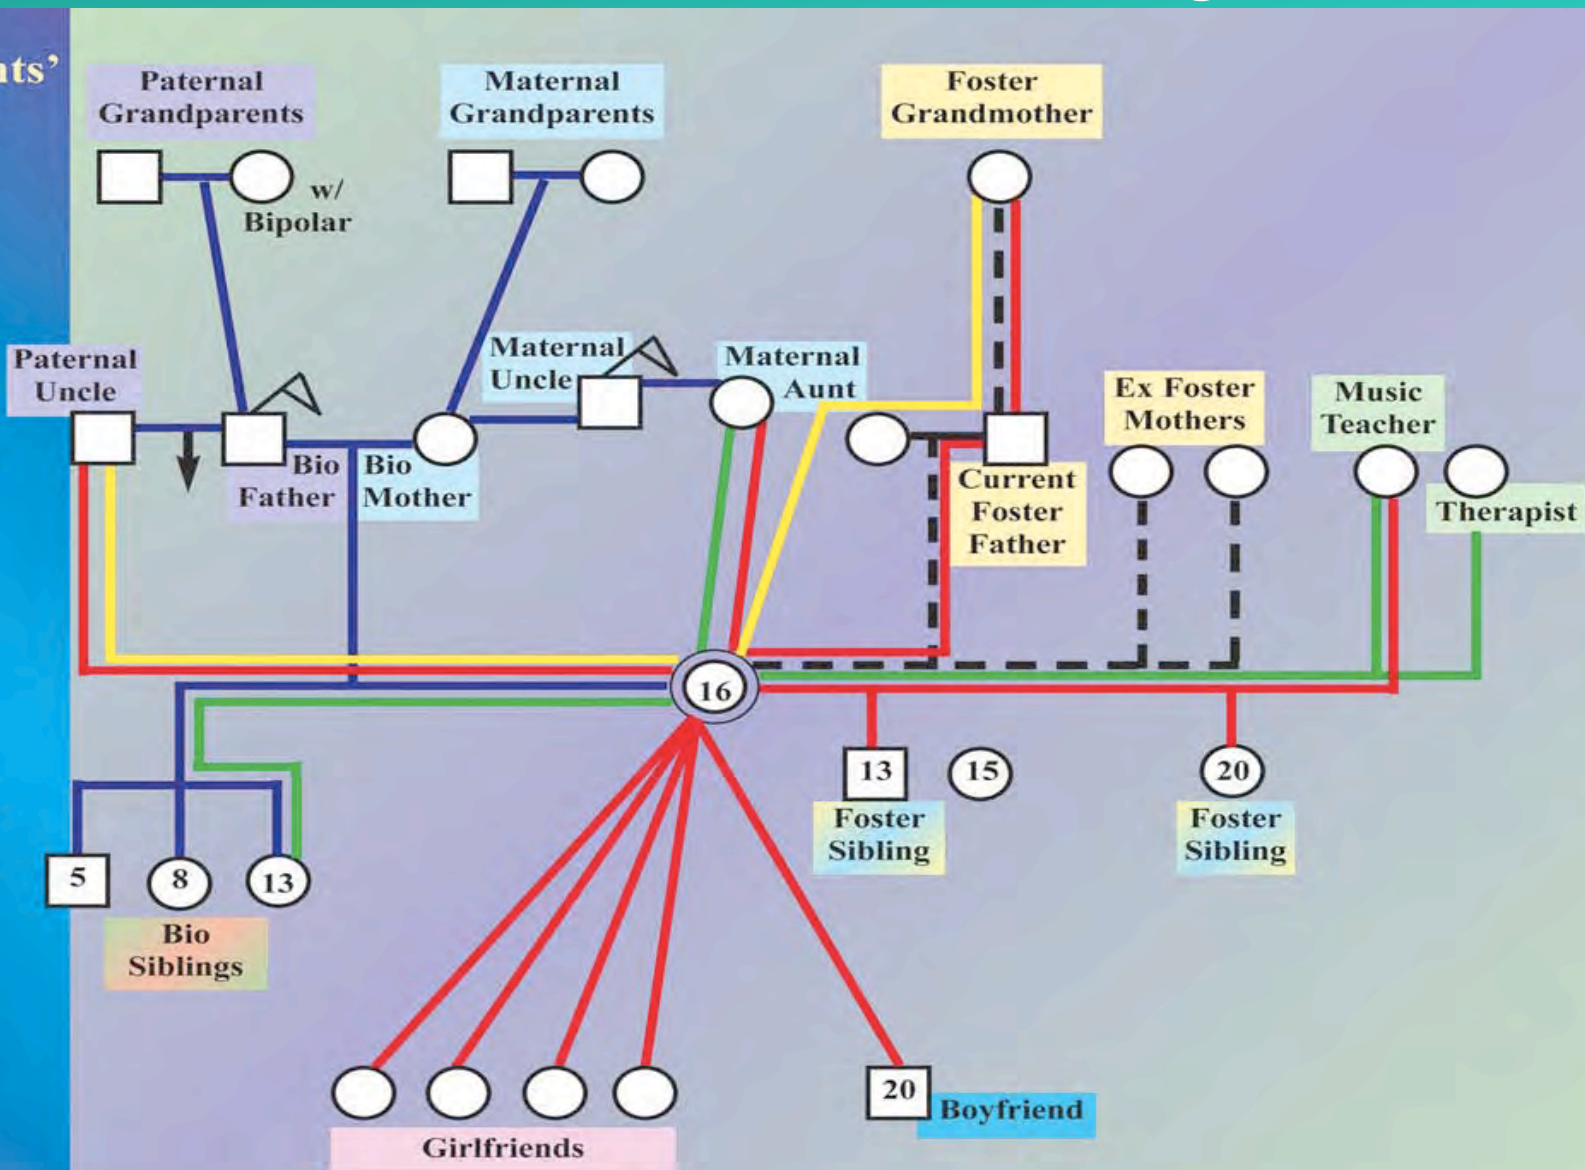 nts’
Paternal
Grandparents
Maternal
Grandparents
Foster
Grandmother
w/
Bipolar
Paternal
Uncle
Maternal
Uncle
Maternal
Aunt
Ex Foster
Mothers
Music
Teacher
Bio
Father
Bio
Mother
Current
Foster
Father
Therapist
16
13
15
20
Foster
Sibling
Foster
Sibling
5
8
13
Bio
Siblings
20
Boyfriend
Girlfriends